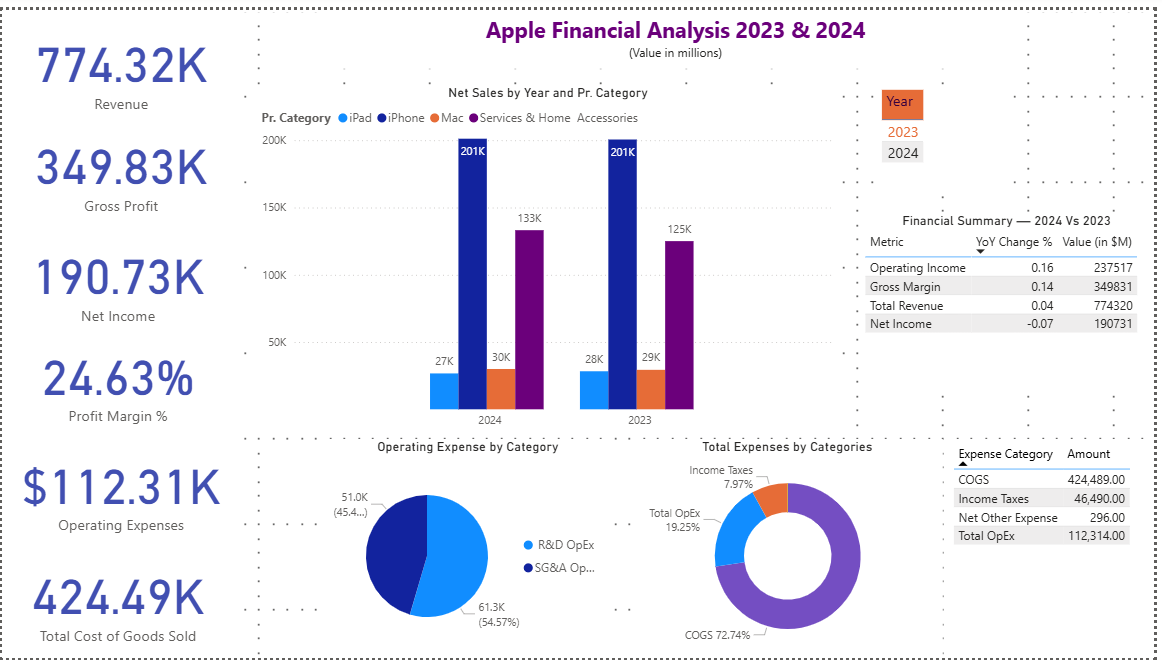 Apple Financial Analysis 2023 & 2024
(Value in millions)
774.32K
Revenue
349.83K
Gross Profit
190.73K
Net Income
24.63%
Profit Margin %
$112.31K
Operating Expenses
424.49K
Total Cost of Goods Sold
Net Sales by Year and Pr. Category
Pr. Category iPad iPhone Mac Services & Home Accessories
200K
150K
100K
50K
27K
201K
30K
133K
2024
28K
201K
29K
125K
2023
Year
2023
2024
Financial Summary — 2024 Vs 2023
Metric YoY Change % Value (in $M)
Operating Income 0.16 237517
Gross Margin 0.14 349831
Total Revenue 0.04 774320
Net Income -0.07 190731
Operating Expense by Category
51.0K
(45.4...)
61.3K
(54.57%)
R&D OpEx
SG&A Op...
Total Expenses by Categories
Income Taxes
7.97%
Total OpEx
19.25%
COGS 72.74%
Expense Category Amount
COGS 424,489.00
Income Taxes 46,490.00
Net Other Expense 296.00
Total OpEx 112,314.00